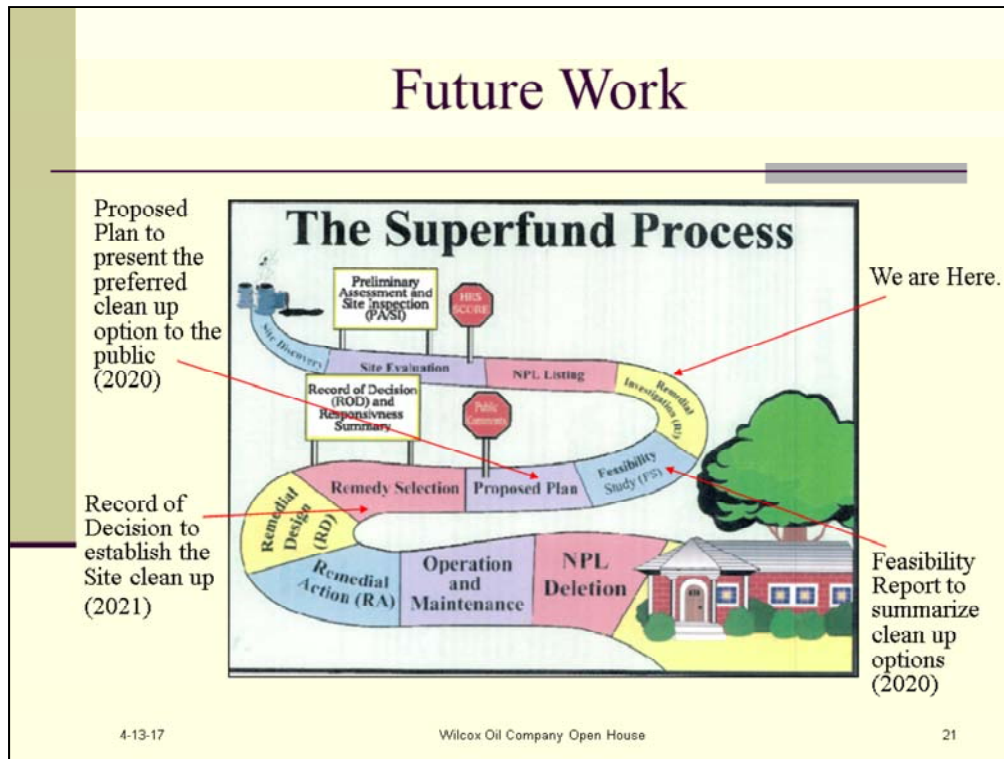 Future Work
Proposed
Plan to
present the
preferred
clean up
option to the
public
(2020)
The Superfund Process
Preliminary
Assessment and
Site Inspection
(PA/SI)
HRS
SCORE
We are Here.
Site Discovery
Site Evaluation
NPL Listing
Remedial
Investigation (RI)
Record of Decision
(ROD) and
Responsivness
Summary
Public
Comments
Feasibility
Study (FS)
Proposed Plan
Remedy Selection
Record of
Decision to
establish the
Site clean up
(2021)
Remedial
Design
(RD)
Remedial
Action (RA)
Operation
and
Maintenance
NPL
Deletion
Feasibility
Report to
summarize
clean up
options
(2020)
4-13-17
Wilcox Oil Company Open House
21